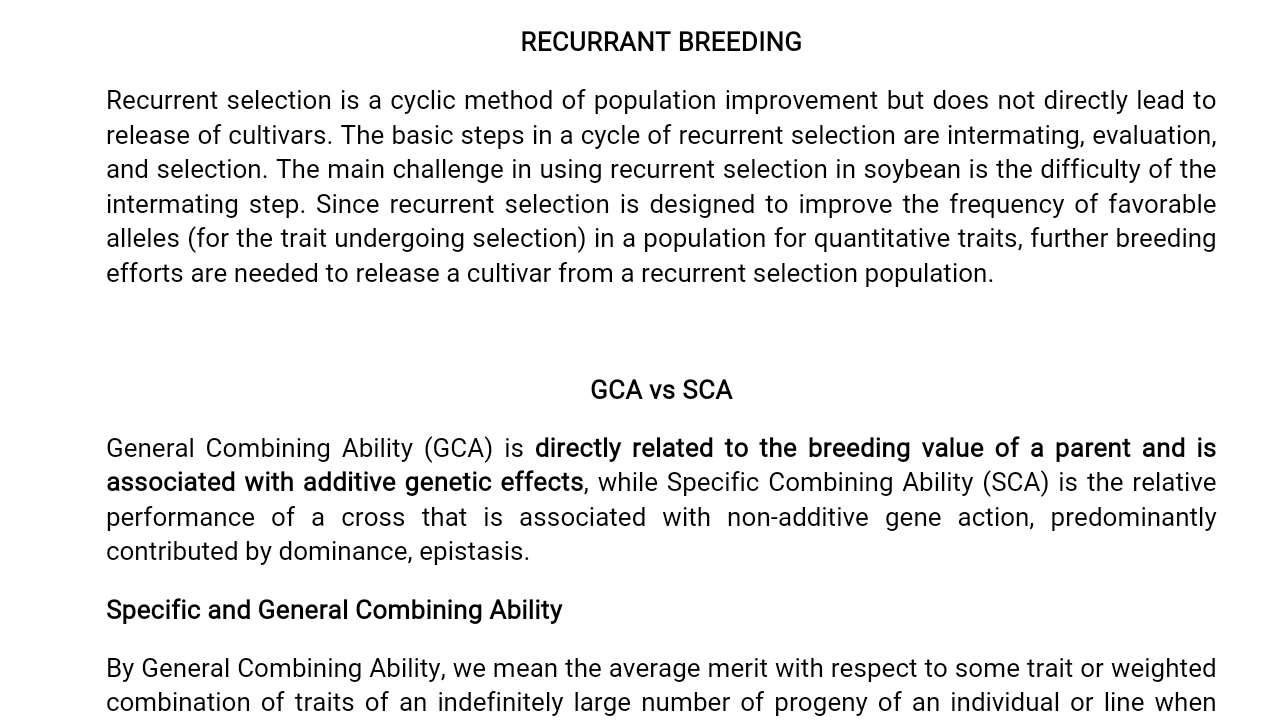 RECURRANT BREEDING
Recurrent selection is a cyclic method of population improvement but does not directly lead to
release of cultivars. The basic steps in a cycle of recurrent selection are intermating, evaluation,
and selection. The main challenge in using recurrent selection in soybean is the difficulty of the
intermating step. Since recurrent selection is designed to improve the frequency of favorable
alleles (for the trait undergoing selection) in a population for quantitative traits, further breeding
efforts are needed to release a cultivar from a recurrent selection population.
GCA vs SCA
General Combining Ability (GCA) is directly related to the breeding value of a parent and is
associated with additive genetic effects, while Specific Combining Ability (SCA) is the relative
performance of a cross that is associated with non-additive gene action, predominantly
contributed by dominance, epistasis.
Specific and General Combining Ability
By General Combining Ability, we mean the average merit with respect to some trait or weighted
combination of traits of an indefinitely large number of progeny of an individual or line when